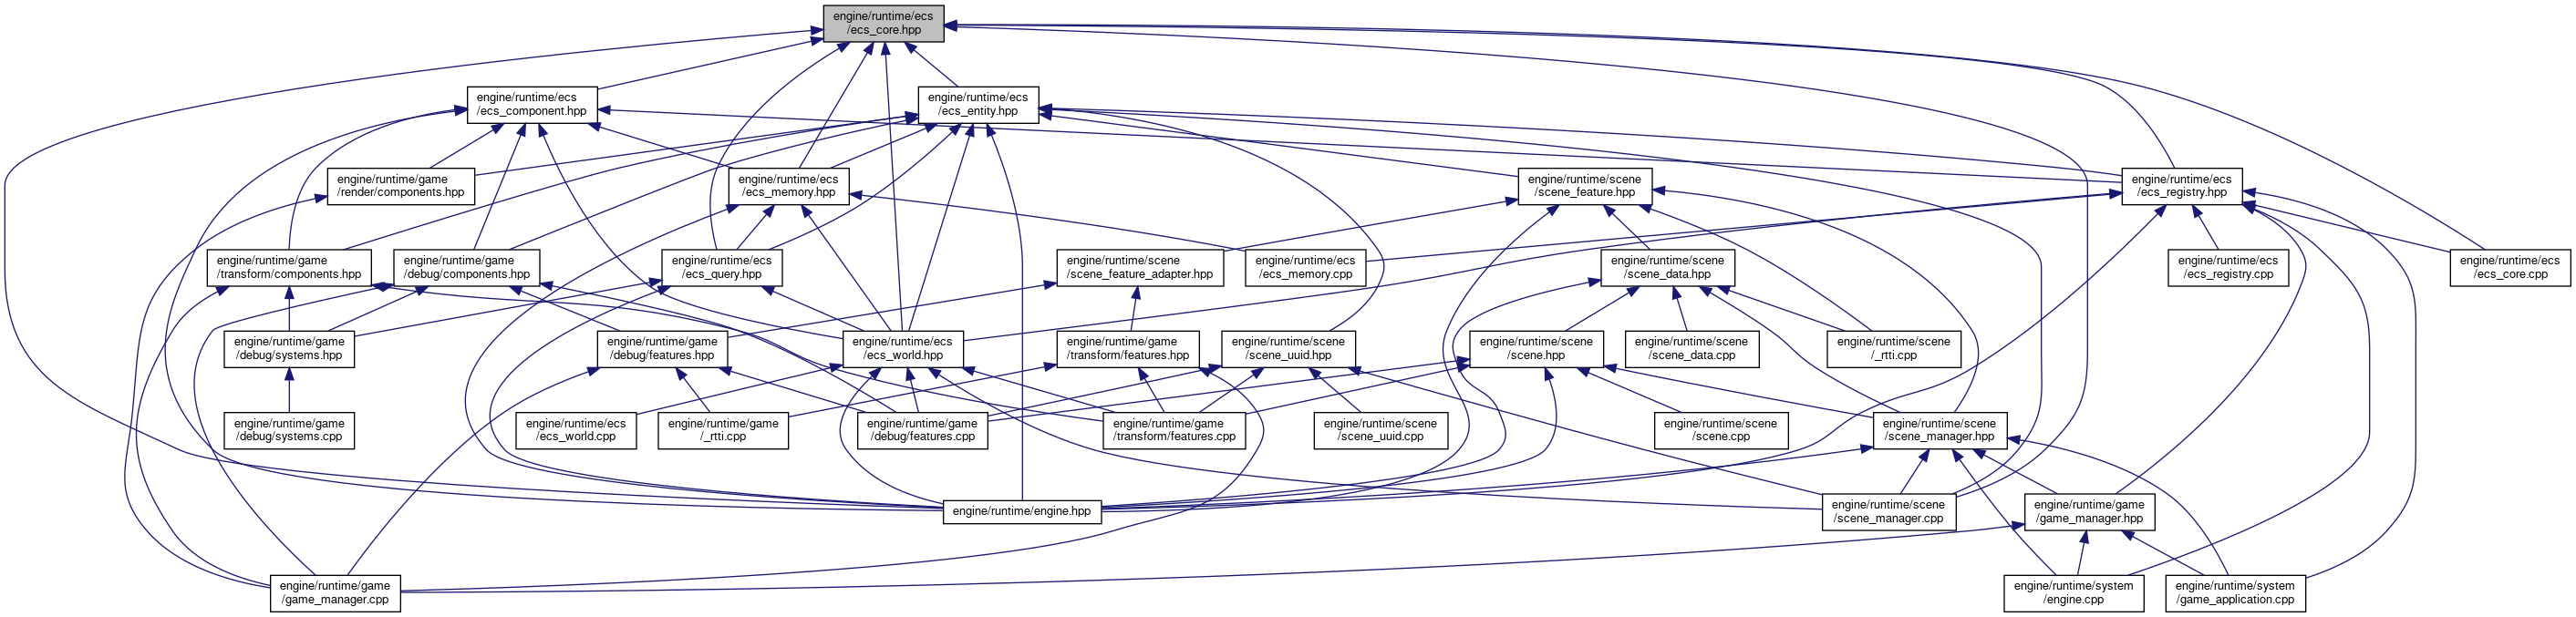 engine/runtime/ecs
/ecs_core.hpp
engine/runtime/ecs
/ecs_component.hpp
engine/runtime/ecs
/ecs_entity.hpp
engine/runtime/game
/render/components.hpp
engine/runtime/ecs
/ecs_memory.hpp
engine/runtime/scene
/scene_feature.hpp
engine/runtime/ecs
/ecs_registry.hpp
engine/runtime/game
/transform/components.hpp
engine/runtime/game
/debug/components.hpp
engine/runtime/ecs
/ecs_query.hpp
engine/runtime/scene
/scene_feature_adapter.hpp
engine/runtime/ecs
/ecs_memory.cpp
engine/runtime/scene
/scene_data.hpp
engine/runtime/ecs
/ecs_registry.cpp
engine/runtime/ecs
/ecs_core.cpp
engine/runtime/game
/debug/systems.hpp
engine/runtime/game
/debug/features.hpp
engine/runtime/ecs
/ecs_world.hpp
engine/runtime/game
/transform/features.hpp
engine/runtime/scene
/scene_uuid.hpp
engine/runtime/scene
/scene.hpp
engine/runtime/scene
/scene_data.cpp
engine/runtime/scene
/_rtti.cpp
engine/runtime/game
/debug/systems.cpp
engine/runtime/ecs
/ecs_world.cpp
engine/runtime/game
/_rtti.cpp
engine/runtime/game
/debug/features.cpp
engine/runtime/game
/transform/features.cpp
engine/runtime/scene
/scene_uuid.cpp
engine/runtime/scene
/scene.cpp
engine/runtime/scene
/scene_manager.hpp
engine/runtime/engine.hpp
engine/runtime/scene
/scene_manager.cpp
engine/runtime/game
/game_manager.hpp
engine/runtime/game
/game_manager.cpp
engine/runtime/system
/engine.cpp
engine/runtime/system
/game_application.cpp